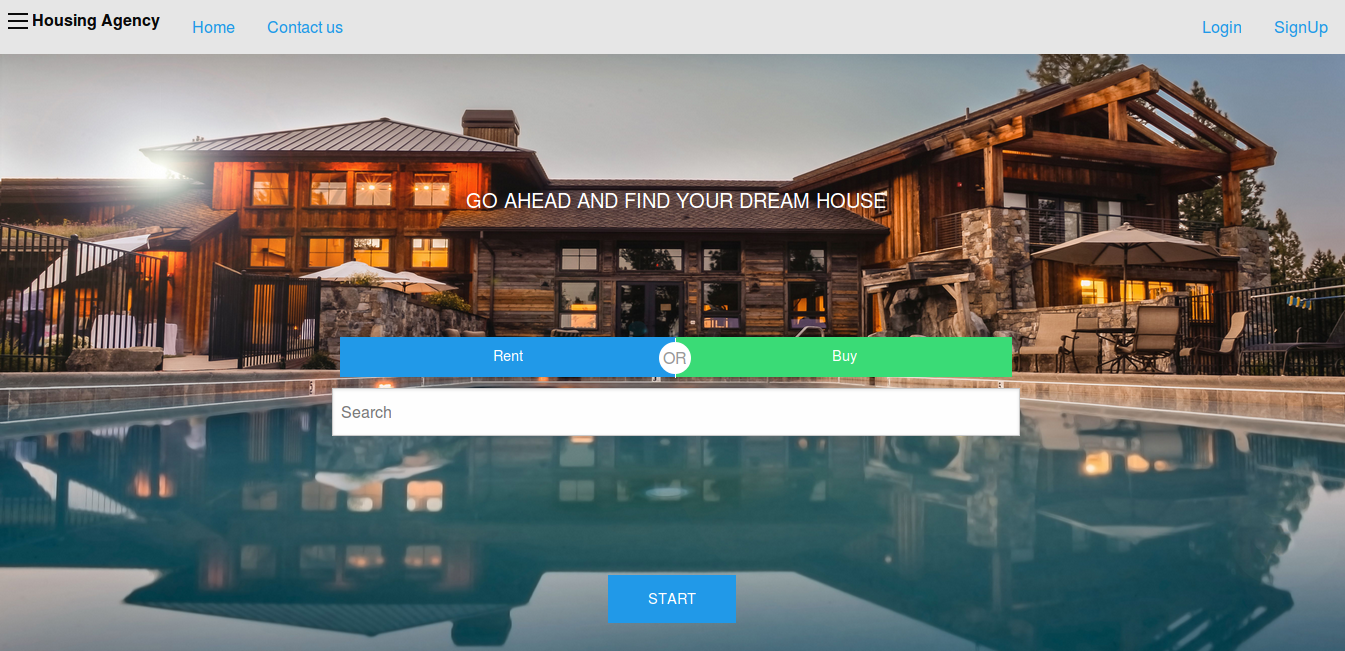 Housing Agency
Home
Contact us
Login
SignUp
GO AHEAD AND FIND YOUR DREAM HOUSE
Rent
OR
Buy
Search
START